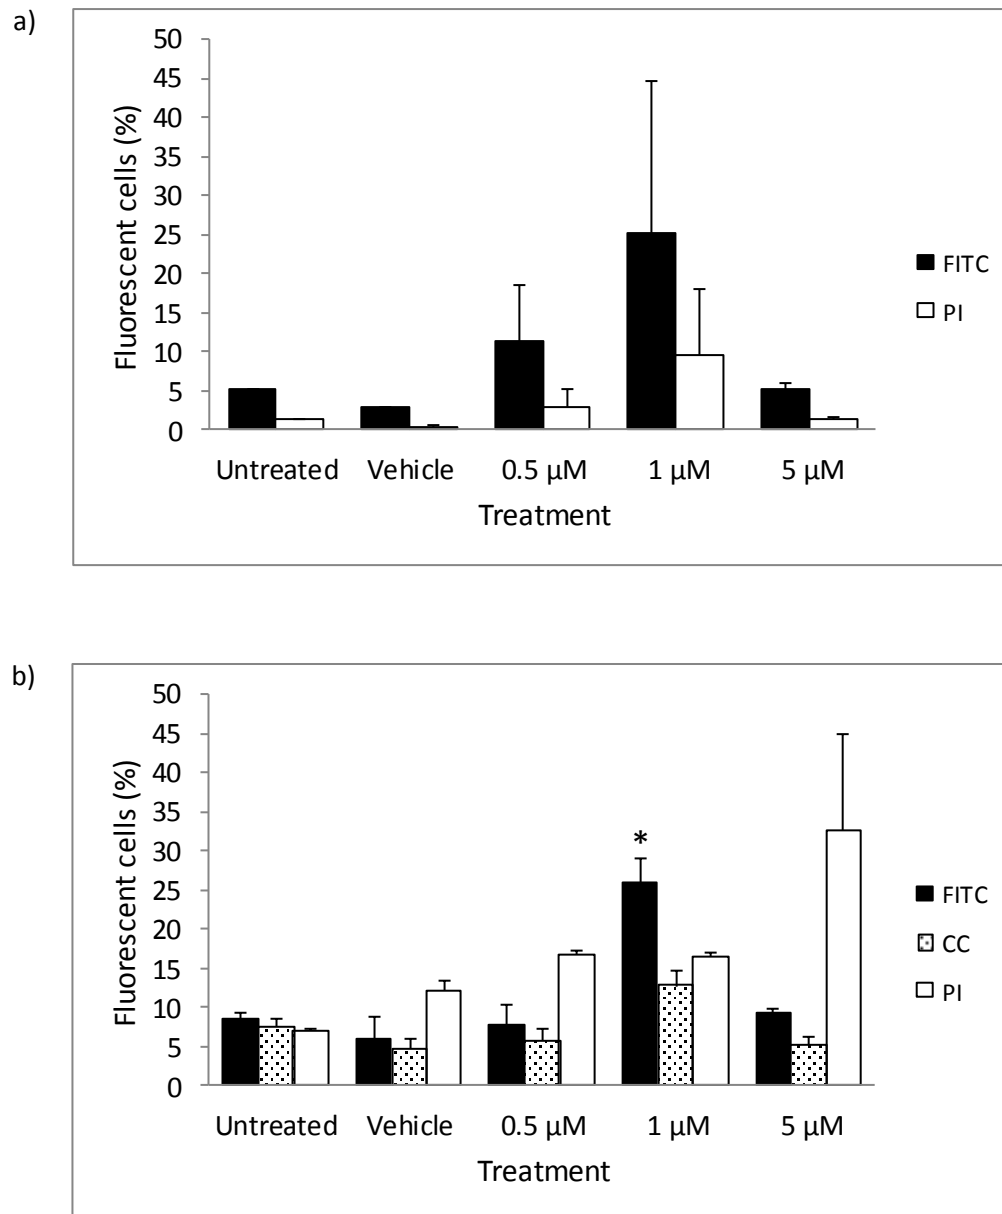 a)
50
45
40
35
30
25
20
15
10
5
0
Fluorescent cells (%)
Untreated Vehicle 0.5 µM 1 µM 5 µM
Treatment
FITC
PI
b)
50
45
40
35
30
25
20
15
10
5
0
Fluorescent cells (%)
*
Untreated Vehicle 0.5 µM 1 µM 5 µM
Treatment
FITC
CC
PI